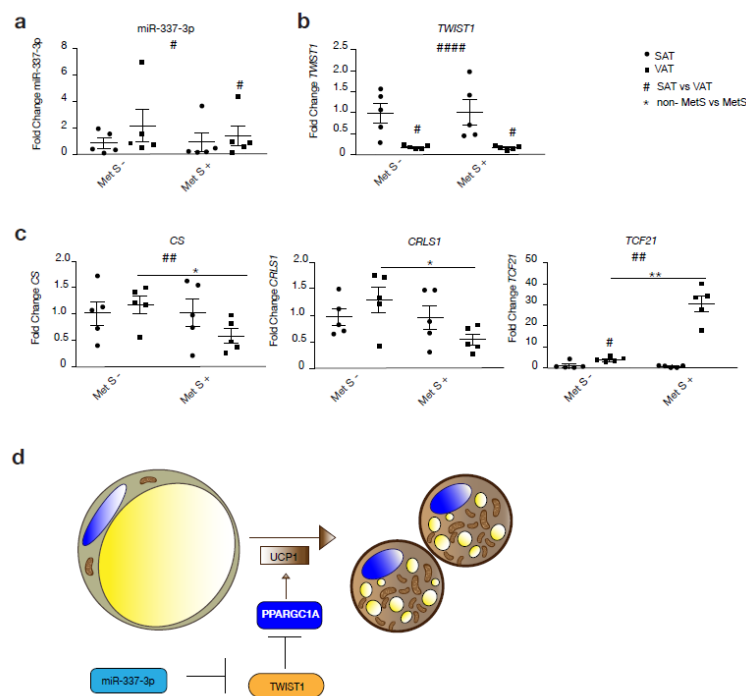 a
miR-337-3p
#
#
Fold Change miR-337-3p
8
6
4
2
0
Met S -
Met S +
b
TWIST1
####
#
#
Fold Change TWIST1
2.5
2.0
1.5
1.0
0.5
0
Met S -
Met S +
SAT
VAT
# SAT vs VAT
* non- MetS vs MetS
c
CS
##
*
Fold Change CS
2.0
1.5
1.0
0.5
0
Met S -
Met S +
CRLS1
*
Fold Change CRLS1
2.0
1.5
1.0
0.5
0
Met S -
Met S +
TCF21
##
**
#
Fold Change TCF21
50
40
30
20
10
0
Met S -
Met S +
d
UCP1
PPARGC1A
miR-337-3p
TWIST1